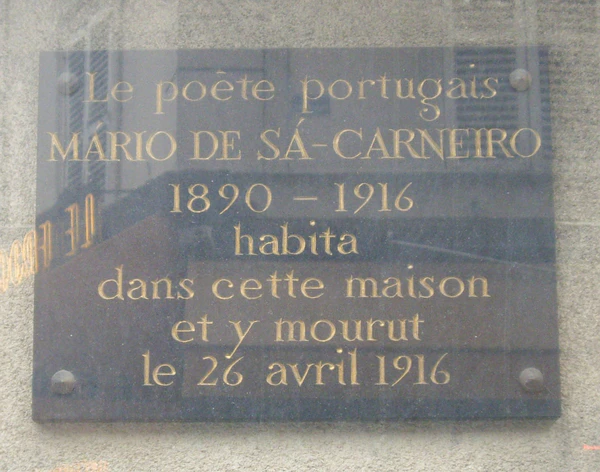 Le poète portugais
MÁRIO DE SÁ-CARNEIRO
1890 – 1916
habita
dans cette maison
et y mourut
le 26 avril 1916